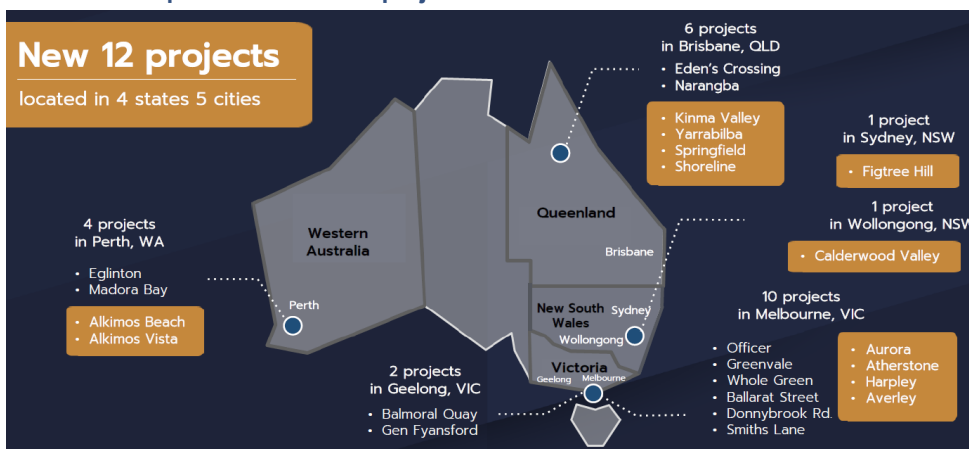 New 12 projects
located in 4 states 5 cities
6 projects
in Brisbane, QLD
• Eden's Crossing
• Narangba
• Kinma Valley
• Yarrabilba
• Springfield
• Shoreline
1 project
in Sydney, NSW
• Figtree Hill
1 project
in Wollongong, NSW
• Calderwood Valley
4 projects
in Perth, WA
• Eglinton
• Madora Bay
• Alkimos Beach
• Alkimos Vista
Western
Australia
Perth
Queensland
Brisbane
New South
Wales
Sydney
Wollongong
Victoria
Geelong
Melbourne
2 projects
in Geelong, VIC
• Balmoral Quay
• Gen Fyansford
10 projects
in Melbourne, VIC
• Officer
• Greenvale
• Whole Green
• Ballarat Street
• Donnybrook Rd.
• Smiths Lane
• Aurora
• Atherstone
• Harpley
• Averley